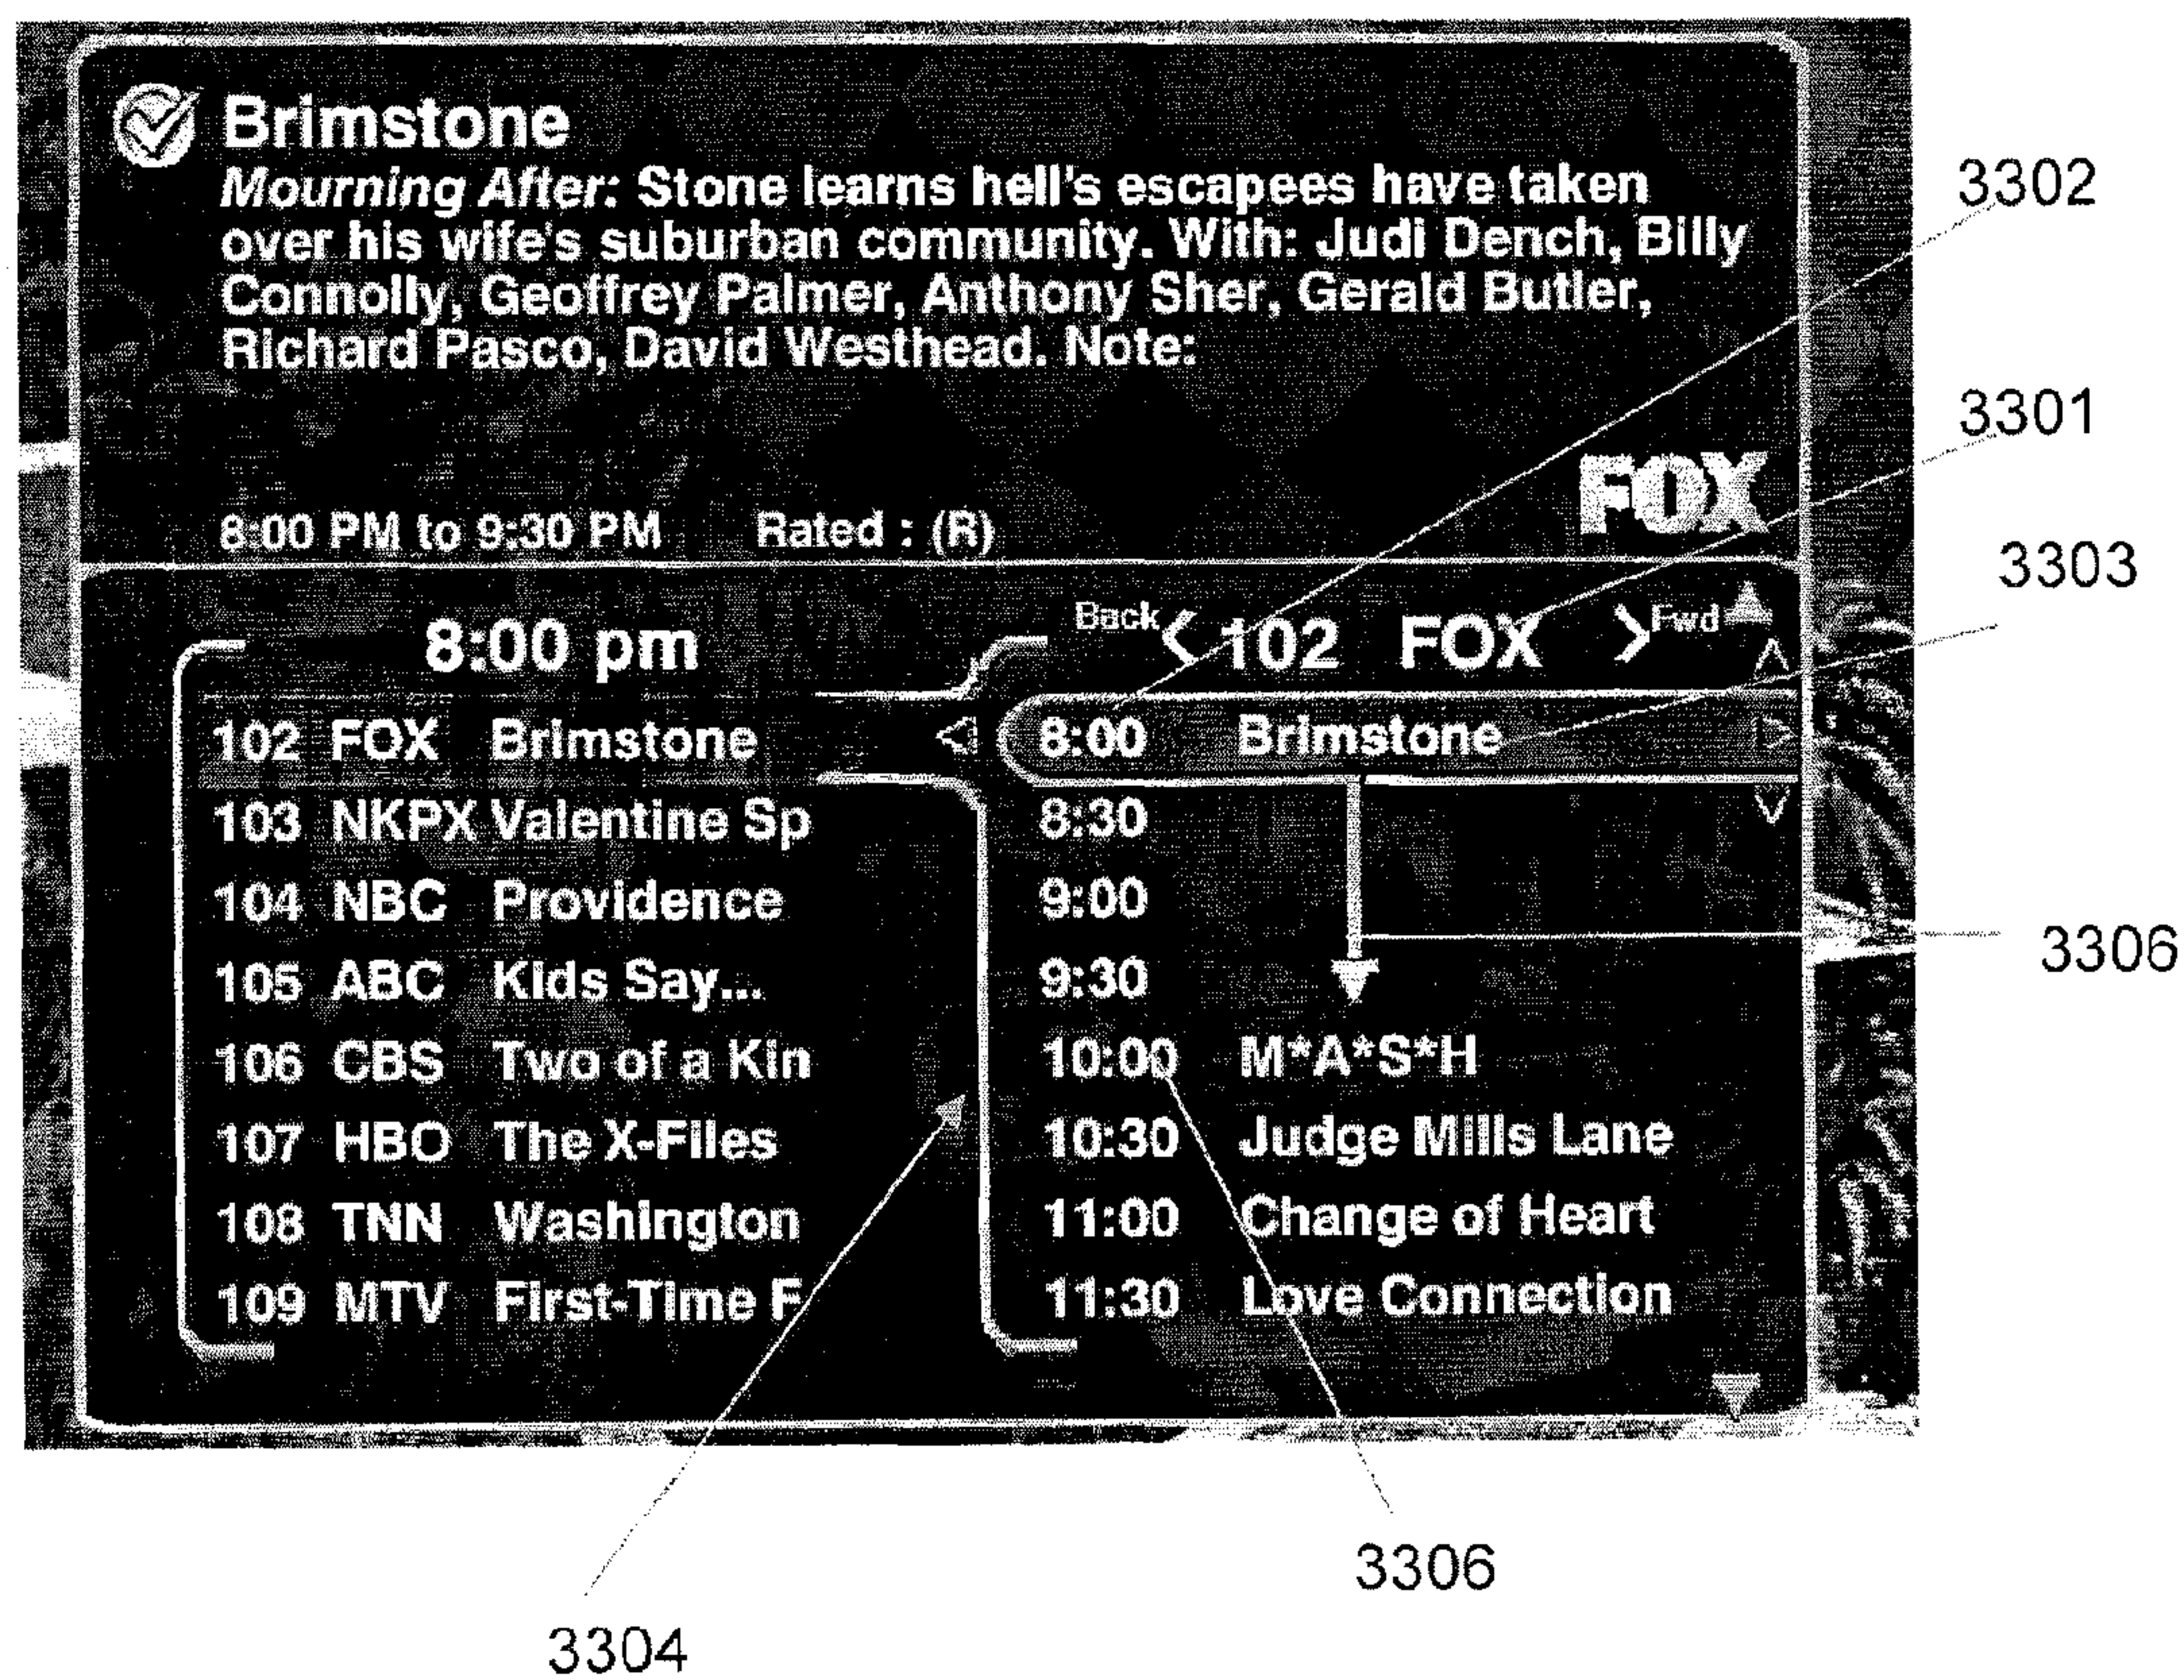 Brimstone
Mourning After: Stone learns hell's escapees have taken
over his wife's suburban community. With: Judi Dench, Billy
Connolly, Geoffrey Palmer, Anthony Sher, Gerald Butler,
Richard Pasco, David Westhead. Note:
FOX
8:00 PM to 9:30 PM Rated : (R)
8:00 pm
102 FOX Brimstone
103 NKPX Valentine Sp
104 NBC Providence
105 ABC Kids Say...
106 CBS Two of a Kin
107 HBO The X-Files
108 TNN Washington
109 MTV First-Time F
Back < 102 FOX > Fwd
8:00 Brimstone
8:30
9:00
9:30
10:00 M*A*S*H
10:30 Judge Mills Lane
11:00 Change of Heart
11:30 Love Connection
3302
3301
3303
3306
3306
3304